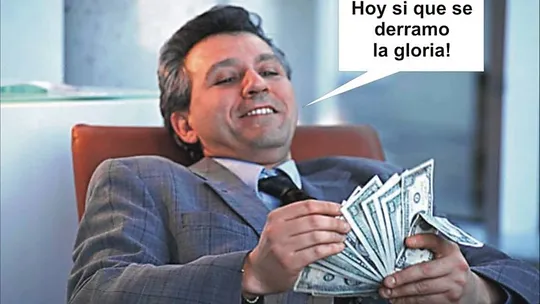 Hoy si que se
derramo
la gloria!